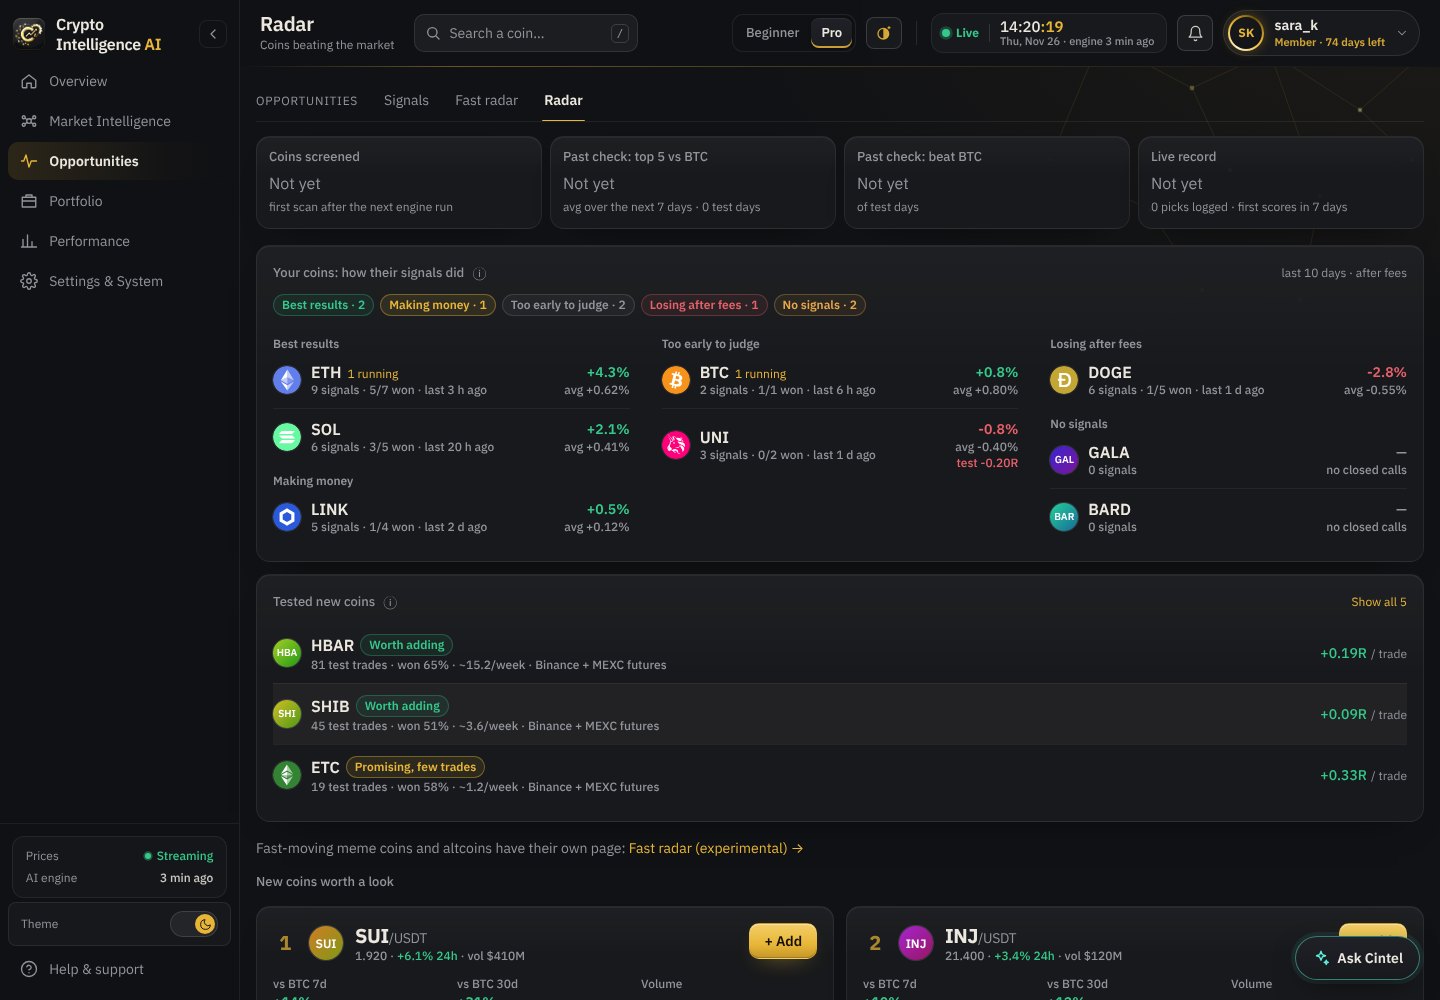 Crypto
Intelligence AI
Overview
Market Intelligence
Opportunities
Portfolio
Performance
Settings & System
Prices
Streaming
AI engine
3 min ago
Theme
Help & support
Radar
Coins beating the market
Search a coin...
/
Beginner
Pro
Live
14:20:19
Thu, Nov 26 · engine 3 min ago
SK
sara_k
Member · 74 days left
OPPORTUNITIES
Signals
Fast radar
Radar
Coins screened
Not yet
first scan after the next engine run
Past check: top 5 vs BTC
Not yet
avg over the next 7 days · 0 test days
Past check: beat BTC
Not yet
of test days
Live record
Not yet
0 picks logged · first scores in 7 days
Your coins: how their signals did
last 10 days · after fees
Best results · 2
Making money · 1
Too early to judge · 2
Losing after fees · 1
No signals · 2
Best results
ETH 1 running
+4.3%
9 signals · 5/7 won · last 3 h ago
avg +0.62%
SOL
+2.1%
6 signals · 3/5 won · last 20 h ago
avg +0.41%
Making money
LINK
+0.5%
5 signals · 1/4 won · last 2 d ago
avg +0.12%
Too early to judge
BTC 1 running
+0.8%
2 signals · 1/1 won · last 6 h ago
avg +0.80%
UNI
-0.8%
3 signals · 0/2 won · last 1 d ago
avg -0.40%
test -0.20R
Losing after fees
DOGE
-2.8%
6 signals · 1/5 won · last 1 d ago
avg -0.55%
No signals
GAL
GALA
—
0 signals
no closed calls
BAR
BARD
—
0 signals
no closed calls
Tested new coins
Show all 5
HBA
HBAR
Worth adding
81 test trades · won 65% · ~15.2/week · Binance + MEXC futures
+0.19R / trade
SHI
SHIB
Worth adding
45 test trades · won 51% · ~3.6/week · Binance + MEXC futures
+0.09R / trade
ETC
Promising, few trades
19 test trades · won 58% · ~1.2/week · Binance + MEXC futures
+0.33R / trade
Fast-moving meme coins and altcoins have their own page: Fast radar (experimental) →
New coins worth a look
1
SUI
SUI/USDT
1.920 · +6.1% 24h · vol $410M
+ Add
vs BTC 7d
vs BTC 30d
Volume
2
INJ
INJ/USDT
21.400 · +3.4% 24h · vol $120M
Ask Cintel
vs BTC 7d
vs BTC 30d
Volume